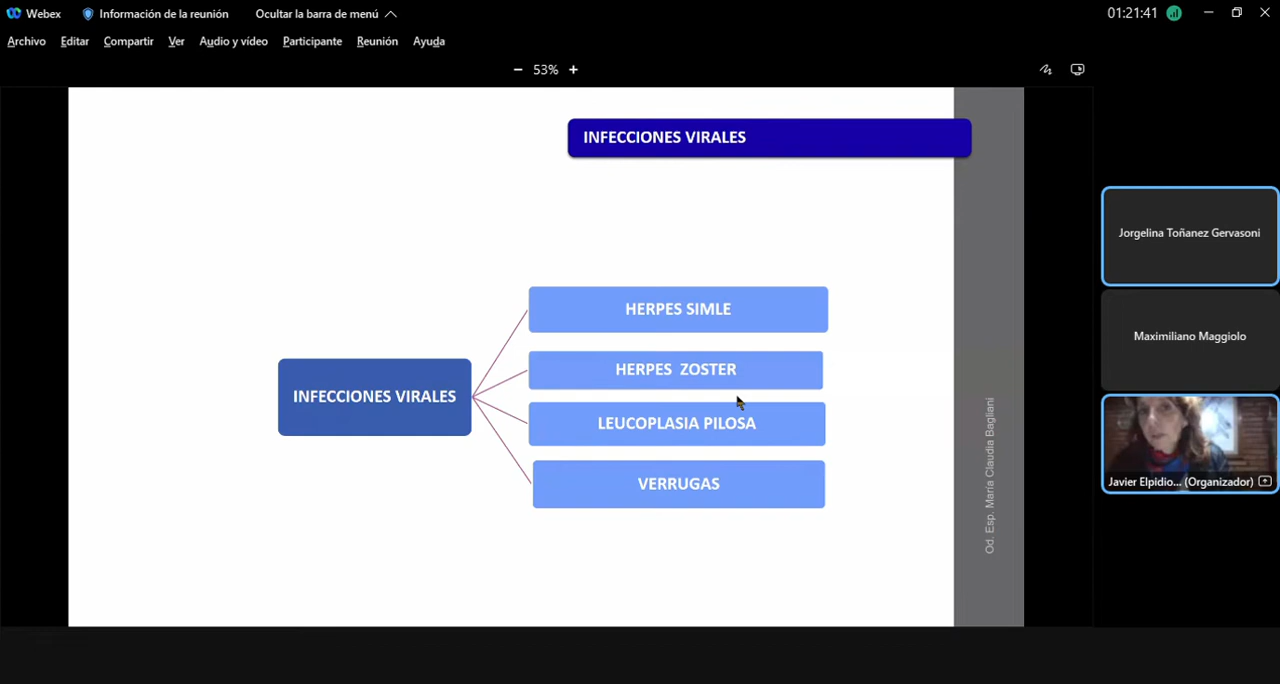 Webex
Información de la reunión
Ocultar la barra de menú
01:21:41
Archivo Editar Compartir Ver Audio y vídeo Participante Reunión Ayuda
− 53% +
INFECCIONES VIRALES
INFECCIONES VIRALES
HERPES SIMLE
HERPES ZOSTER
LEUCOPLASIA PILOSA
VERRUGAS
Od. Esp. María Claudia Bagliani
Jorgelina Toñanez Gervasoni
Maximiliano Maggiolo
Javier Elpidio... (Organizador)